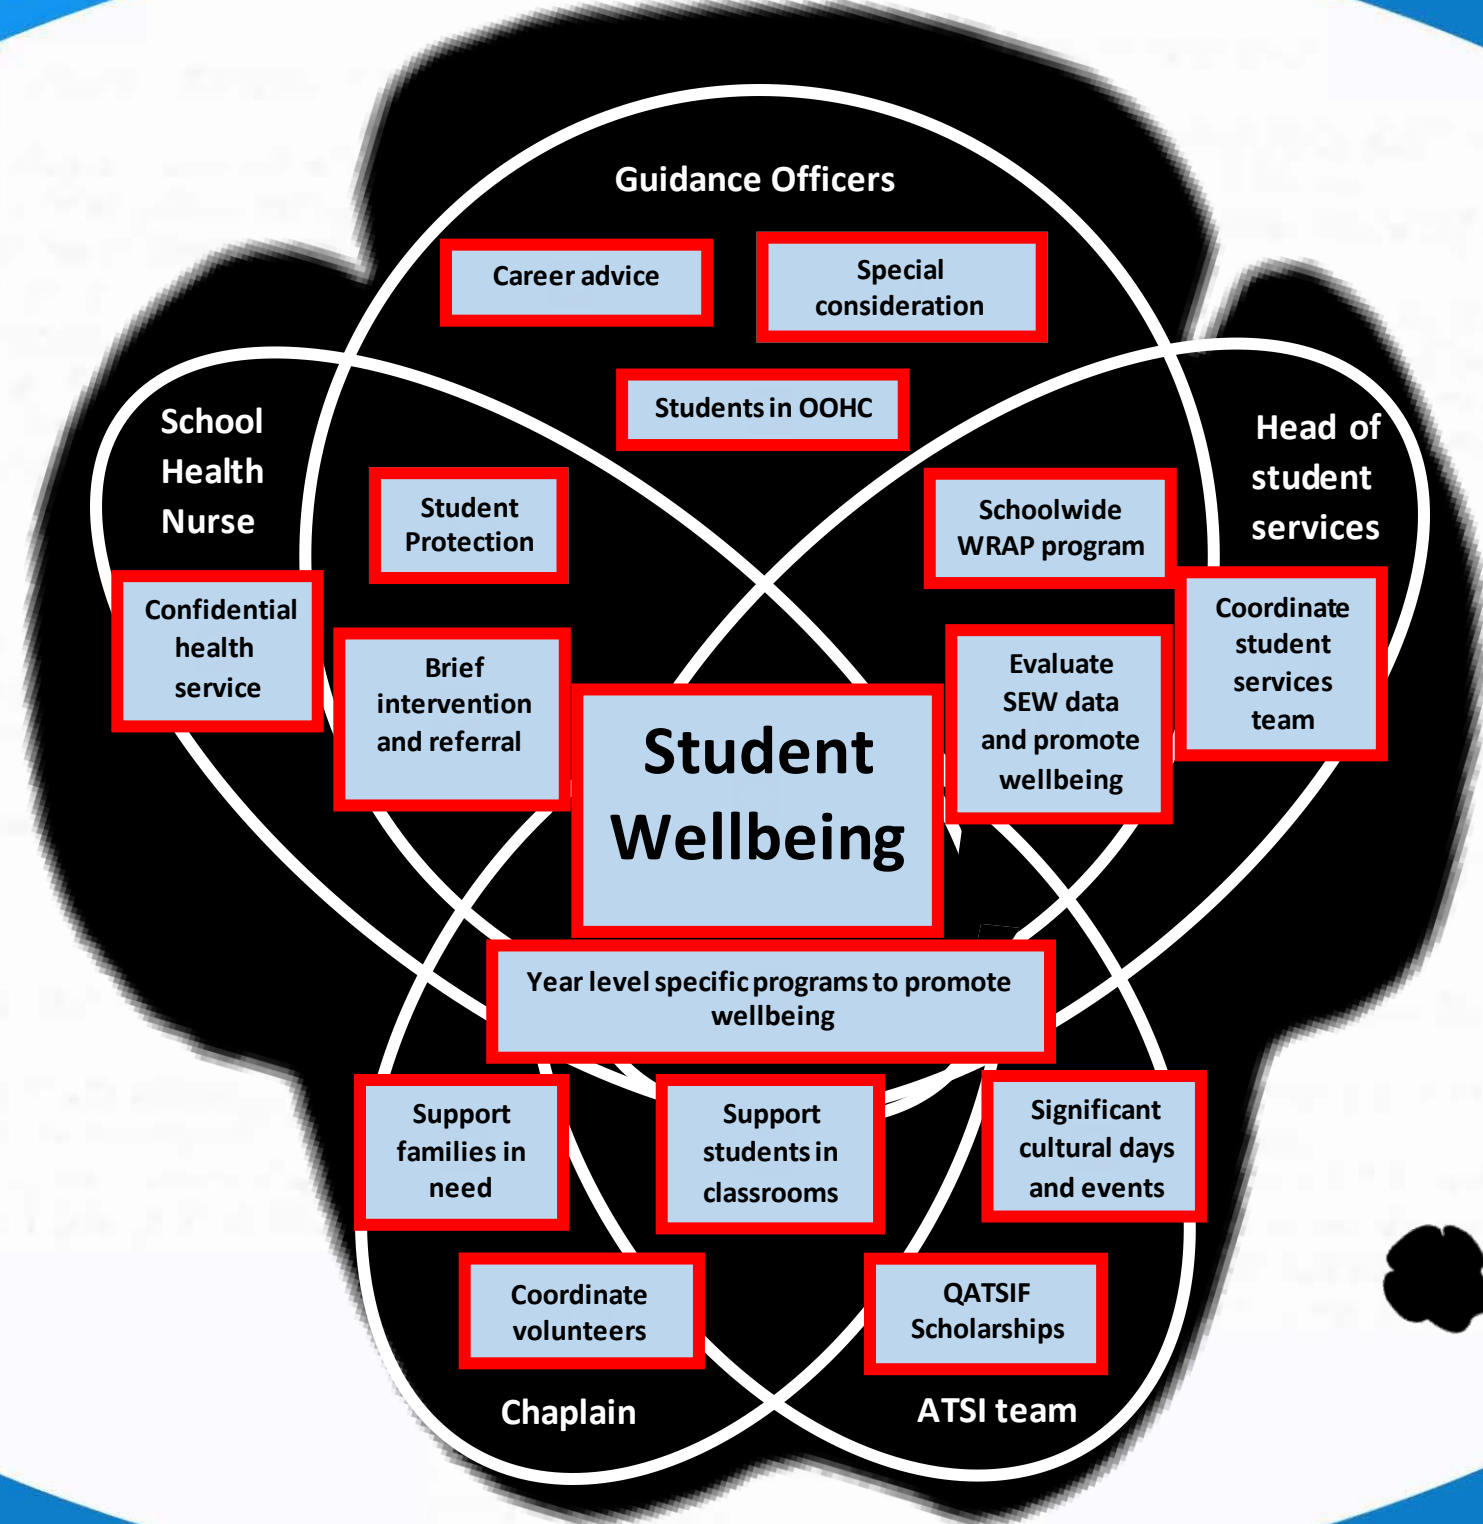 Guidance Officers
Career advice
Special
consideration
Students in OOHC
School
Health
Nurse
Head of
student
services
Student
Protection
Schoolwide
WRAP program
Confidential
health
service
Brief
intervention
and referral
Evaluate
SEW data
and promote
wellbeing
Coordinate
student
services
team
Student
Wellbeing
Year level specific programs to promote
wellbeing
Support
families in
need
Support
students in
classrooms
Significant
cultural days
and events
Coordinate
volunteers
QATSIF
Scholarships
Chaplain
ATSI team